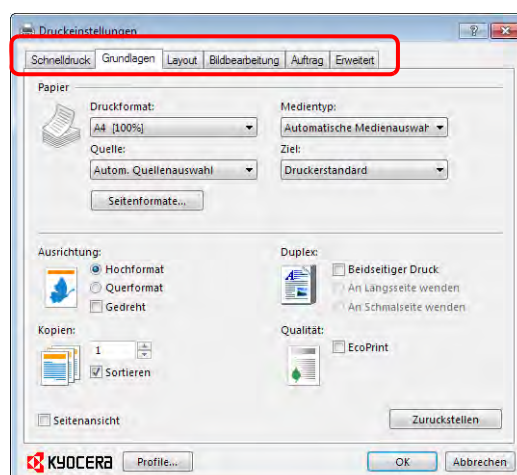 Druckeinstellungen
Schnelldruck Grundlagen Layout Bildbearbeitung Auftrag Erweitert
Papier
Druckformat: Medientyp:
A4 [100%] Automatische Medienauswahl
Quelle: Ziel:
Autom. Quellenauswahl Druckerstandard
Seitenformate...
Ausrichtung: Duplex:
Hochformat Beidseitiger Druck
Querformat An Längsseite wenden
Gedreht An Schmalseite wenden
Kopien: Qualität:
1 EcoPrint
Sortieren
Seitenansicht Zurückstellen
KYOCERA Profile... OK Abbrechen